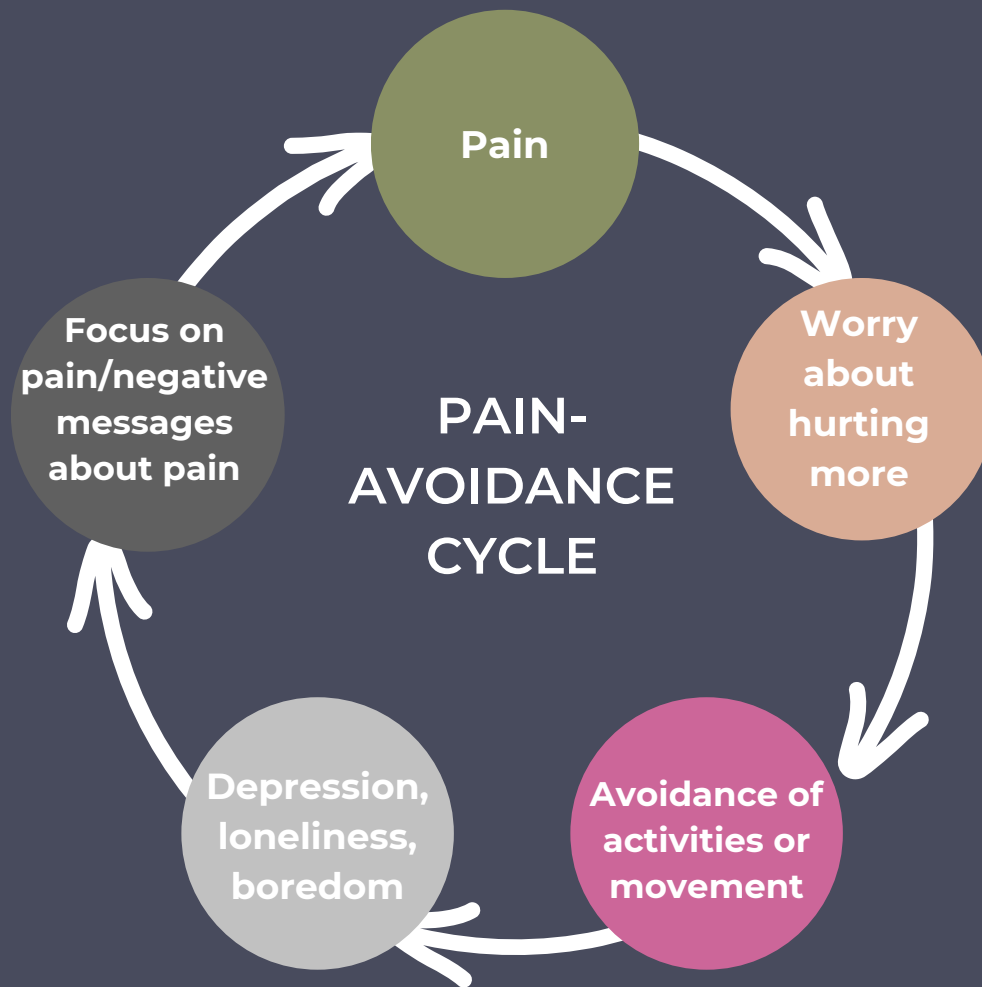 Pain
Worry
about
hurting
more
Avoidance of
activities or
movement
Depression,
loneliness,
boredom
Focus on
pain/negative
messages
about pain
PAIN-
AVOIDANCE
CYCLE